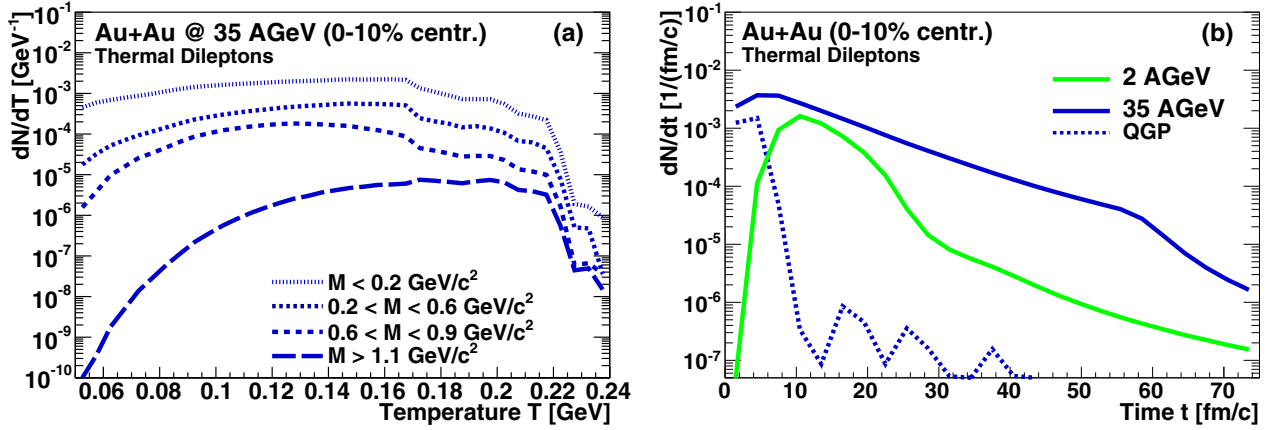 Au+Au @ 35 AGeV (0-10% centr.) (a)
Thermal Dileptons
dN/dT [GeV⁻¹]
10
1
10⁻¹
10⁻²
10⁻³
10⁻⁴
10⁻⁵
10⁻⁶
10⁻⁷
10⁻⁸
10⁻⁹
10⁻¹⁰
M < 0.2 GeV/c²
0.2 < M < 0.6 GeV/c²
0.6 < M < 0.9 GeV/c²
M > 1.1 GeV/c²
0.06 0.08 0.1 0.12 0.14 0.16 0.18 0.2 0.22 0.24
Temperature T [GeV]
Au+Au (0-10% centr.) (b)
Thermal Dileptons
dN/dt [1/(fm/c)]
10⁻¹
10⁻²
10⁻³
10⁻⁴
10⁻⁵
10⁻⁶
10⁻⁷
2 AGeV
35 AGeV
QGP
0 10 20 30 40 50 60 70
Time t [fm/c]